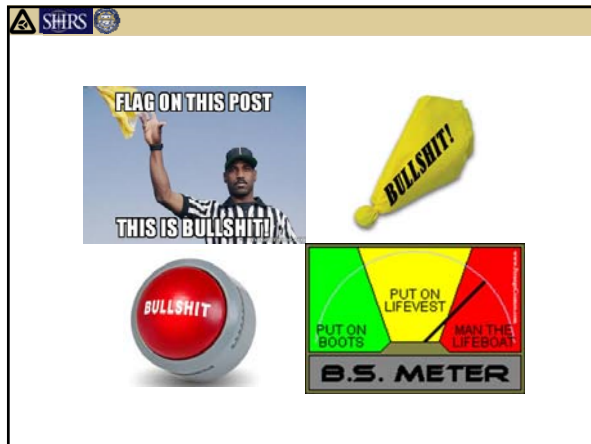 SHRS
FLAG ON THIS POST
THIS IS BULLSHIT!
BULLSHIT!
BULLSHIT
PUT ON
BOOTS
PUT ON
LIFEVEST
MAN THE
LIFEBOAT
B.S. METER